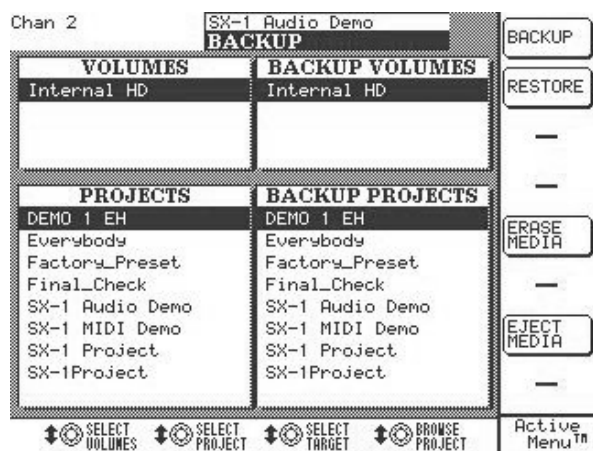 Chan 2
SX-1 Audio Demo
BACKUP
VOLUMES
Internal HD
BACKUP VOLUMES
Internal HD
PROJECTS
DEMO 1 EH
Everybody
Factory_Preset
Final_Check
SX-1 Audio Demo
SX-1 MIDI Demo
SX-1 Project
SX-1Project
BACKUP PROJECTS
DEMO 1 EH
Everybody
Factory_Preset
Final_Check
SX-1 Audio Demo
SX-1 MIDI Demo
SX-1 Project
SX-1Project
SELECT
VOLUMES
SELECT
PROJECT
SELECT
TARGET
BROWSE
PROJECT
BACKUP
RESTORE
ERASE
MEDIA
EJECT
MEDIA
Active
Menu™